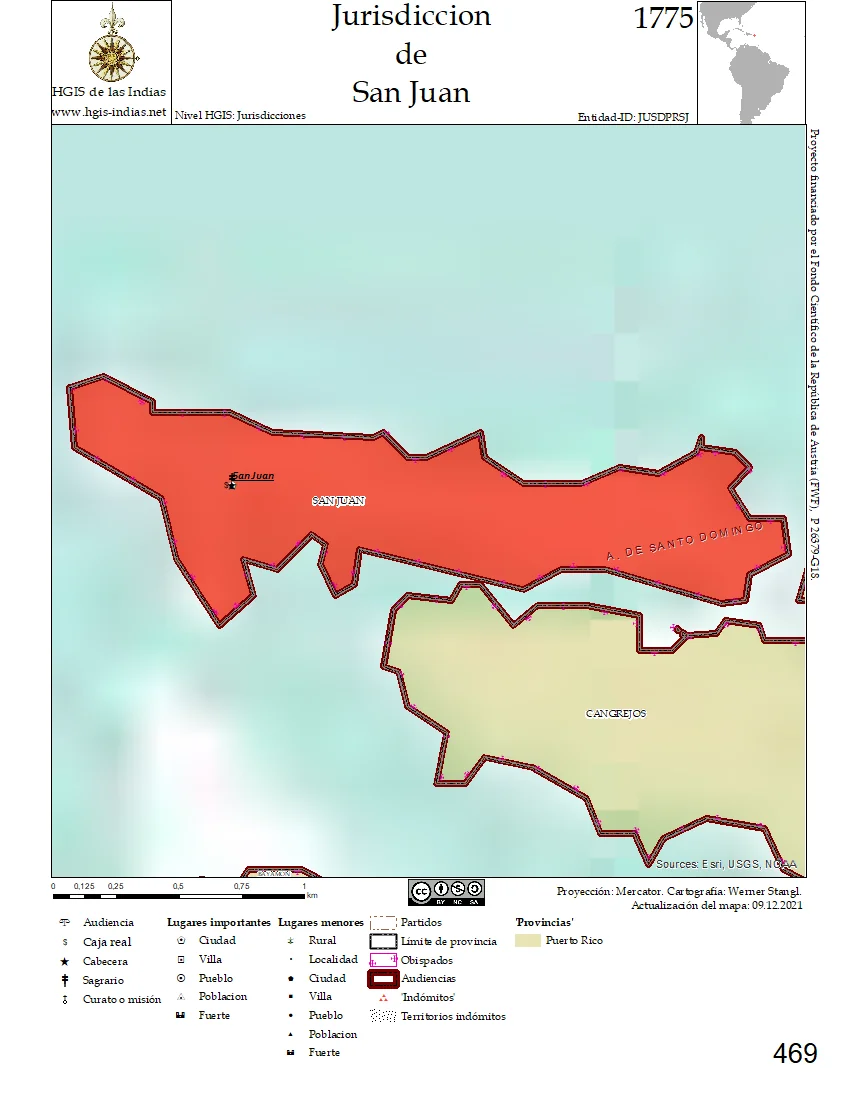 Jurisdiccion
de
San Juan
1775
HGIS de las Indias
www.hgis-indias.net
Nivel HGIS: Jurisdicciones
Entidad-ID: JUSDPRSJ
Proyecto financiado por el Fondo Científico de la República de Austria (FWF), P 26379-G18.
San Juan
S
SAN JUAN
A. DE SANTO DOMINGO
CANGREJOS
Sources: Esri, USGS, NOAA
0 0,125 0,25 0,5 0,75 1
km
cc BY NC SA
Proyección: Mercator. Cartografía: Werner Stangl.
Actualización del mapa: 09.12.2021
Audiencia
S Caja real
Cabecera
Sagrario
Curato o misión
Lugares importantes
Ciudad
Villa
Pueblo
Poblacion
Fuerte
Lugares menores
Rural
Localidad
Ciudad
Villa
Pueblo
Poblacion
Fuerte
Partidos
Límite de provincia
Obispados
Audiencias
'Indómitos'
Territorios indómitos
'Provincias'
Puerto Rico
469